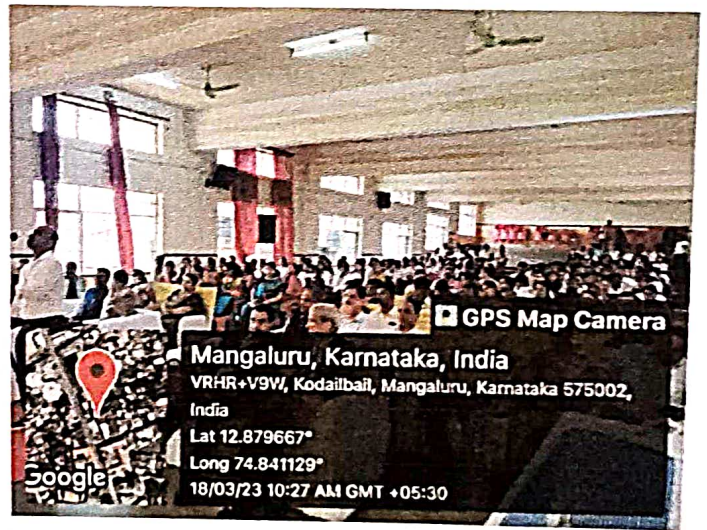 GPS Map Camera
Mangaluru, Karnataka, India
VRHR+V9W, Kodailbail, Mangaluru, Karnataka 575002,
India
Lat 12.879667°
Long 74.841129°
18/03/23 10:27 AM GMT +05:30
Google